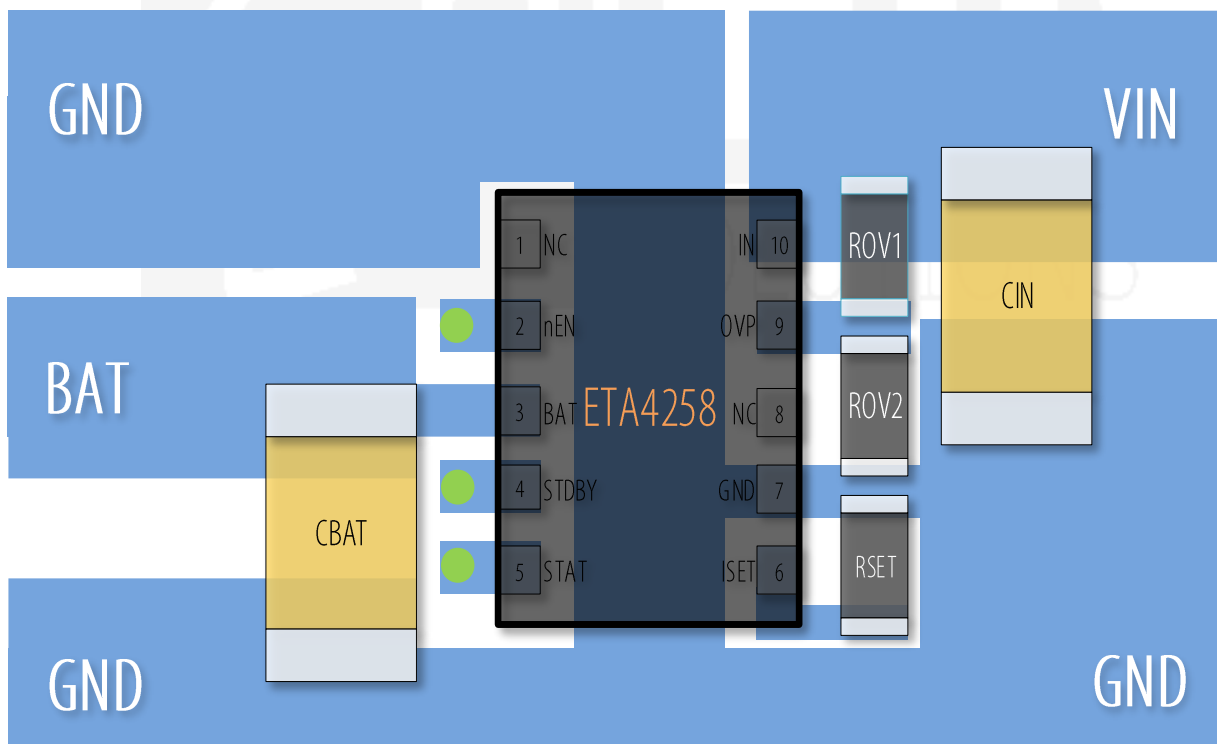 GND
VIN
1 NC
IN 10
ROV1
CIN
2 nEN
OVP 9
BAT
3 BAT
ETA4258
NC 8
ROV2
4 STDBY
GND 7
CBAT
5 STAT
ISET 6
RSET
GND
GND